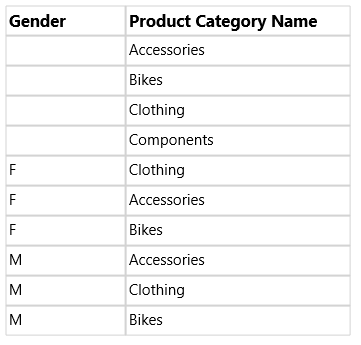 Gender Product Category Name
Accessories
Bikes
Clothing
Components
F Clothing
F Accessories
F Bikes
M Accessories
M Clothing
M Bikes